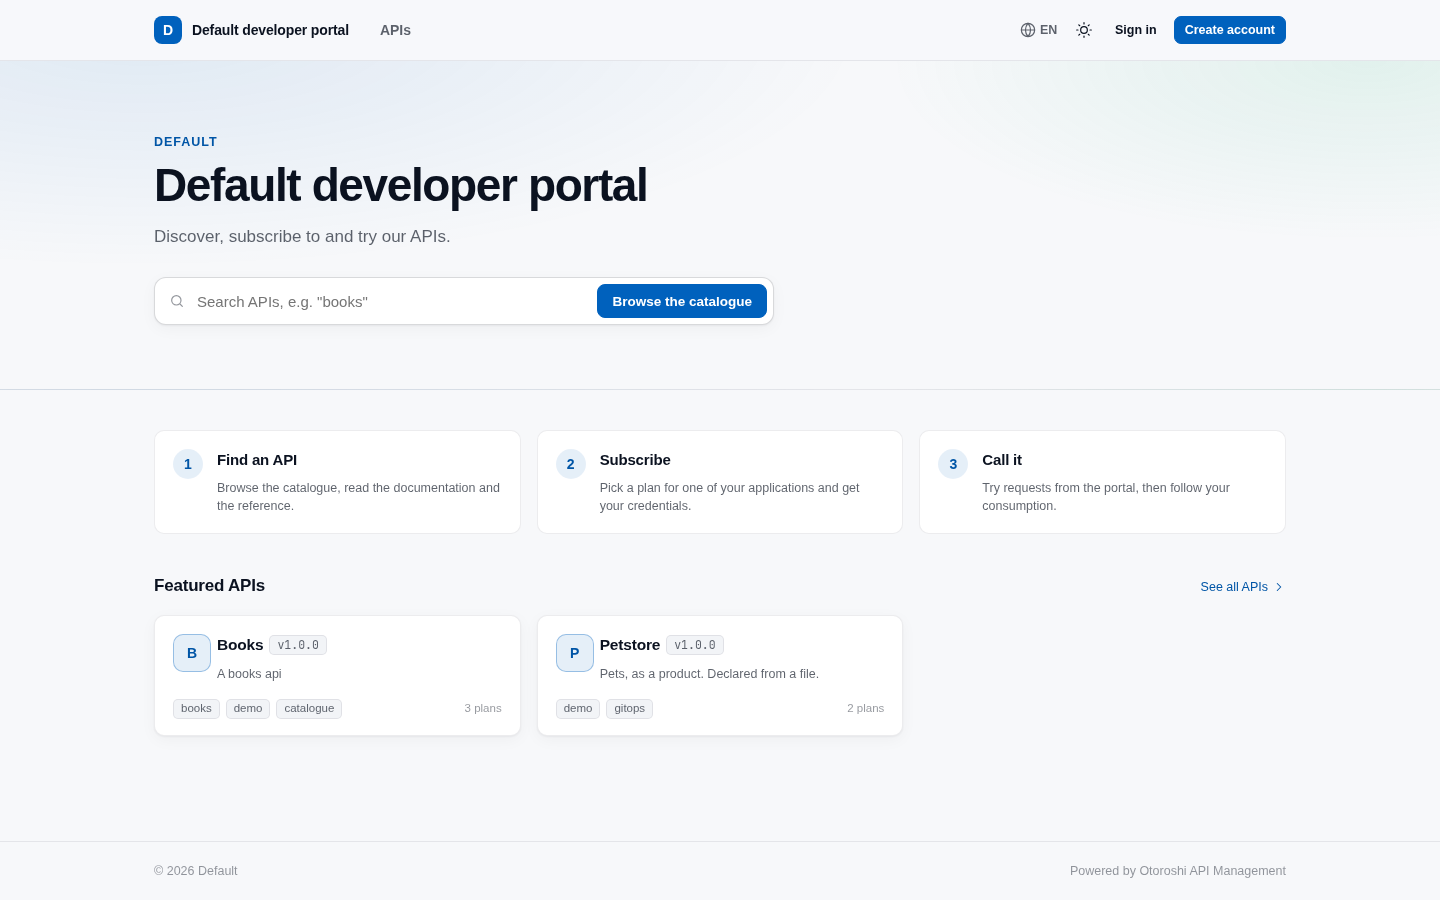 D Default developer portal APIs EN Sign in Create account
DEFAULT
Default developer portal
Discover, subscribe to and try our APIs.
Search APIs, e.g. "books" Browse the catalogue
1 Find an API
Browse the catalogue, read the documentation and
the reference.
2 Subscribe
Pick a plan for one of your applications and get
your credentials.
3 Call it
Try requests from the portal, then follow your
consumption.
Featured APIs See all APIs
B Books v1.0.0
A books api
books demo catalogue 3 plans
P Petstore v1.0.0
Pets, as a product. Declared from a file.
demo gitops 2 plans
© 2026 Default Powered by Otoroshi API Management